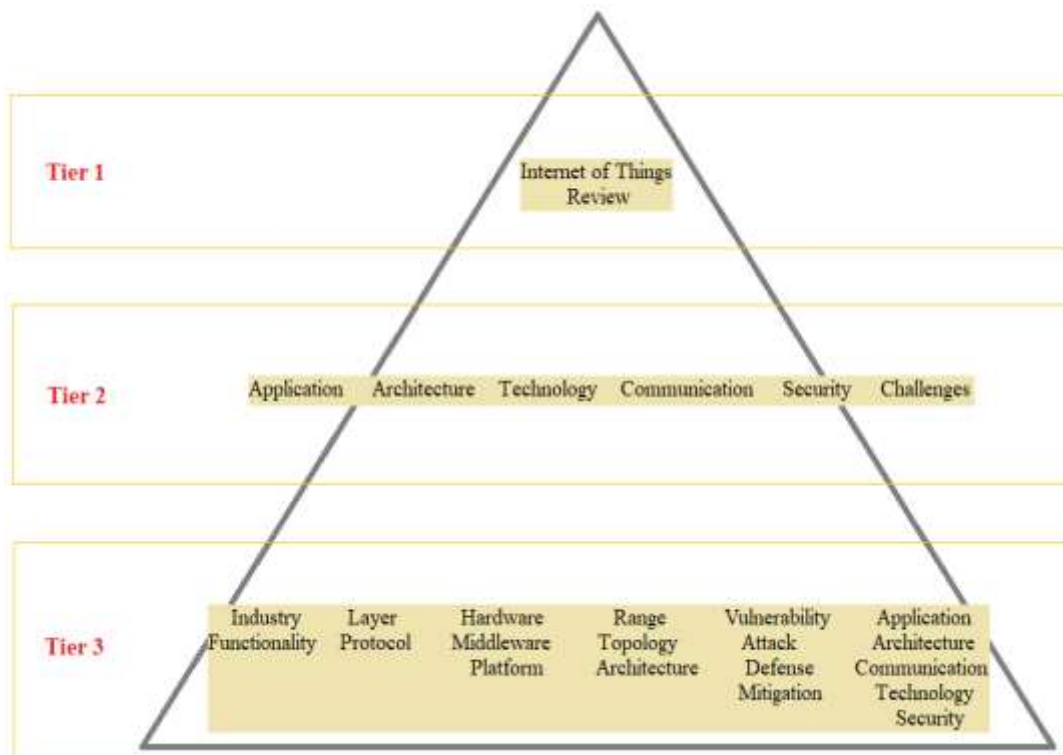 Tier 1
Internet of Things
Review
Tier 2
Application Architecture Technology Communication Security Challenges
Tier 3
Industry
Functionality
Layer
Protocol
Hardware
Middleware
Platform
Range
Topology
Architecture
Vulnerability
Attack
Defense
Mitigation
Application
Architecture
Communication
Technology
Security